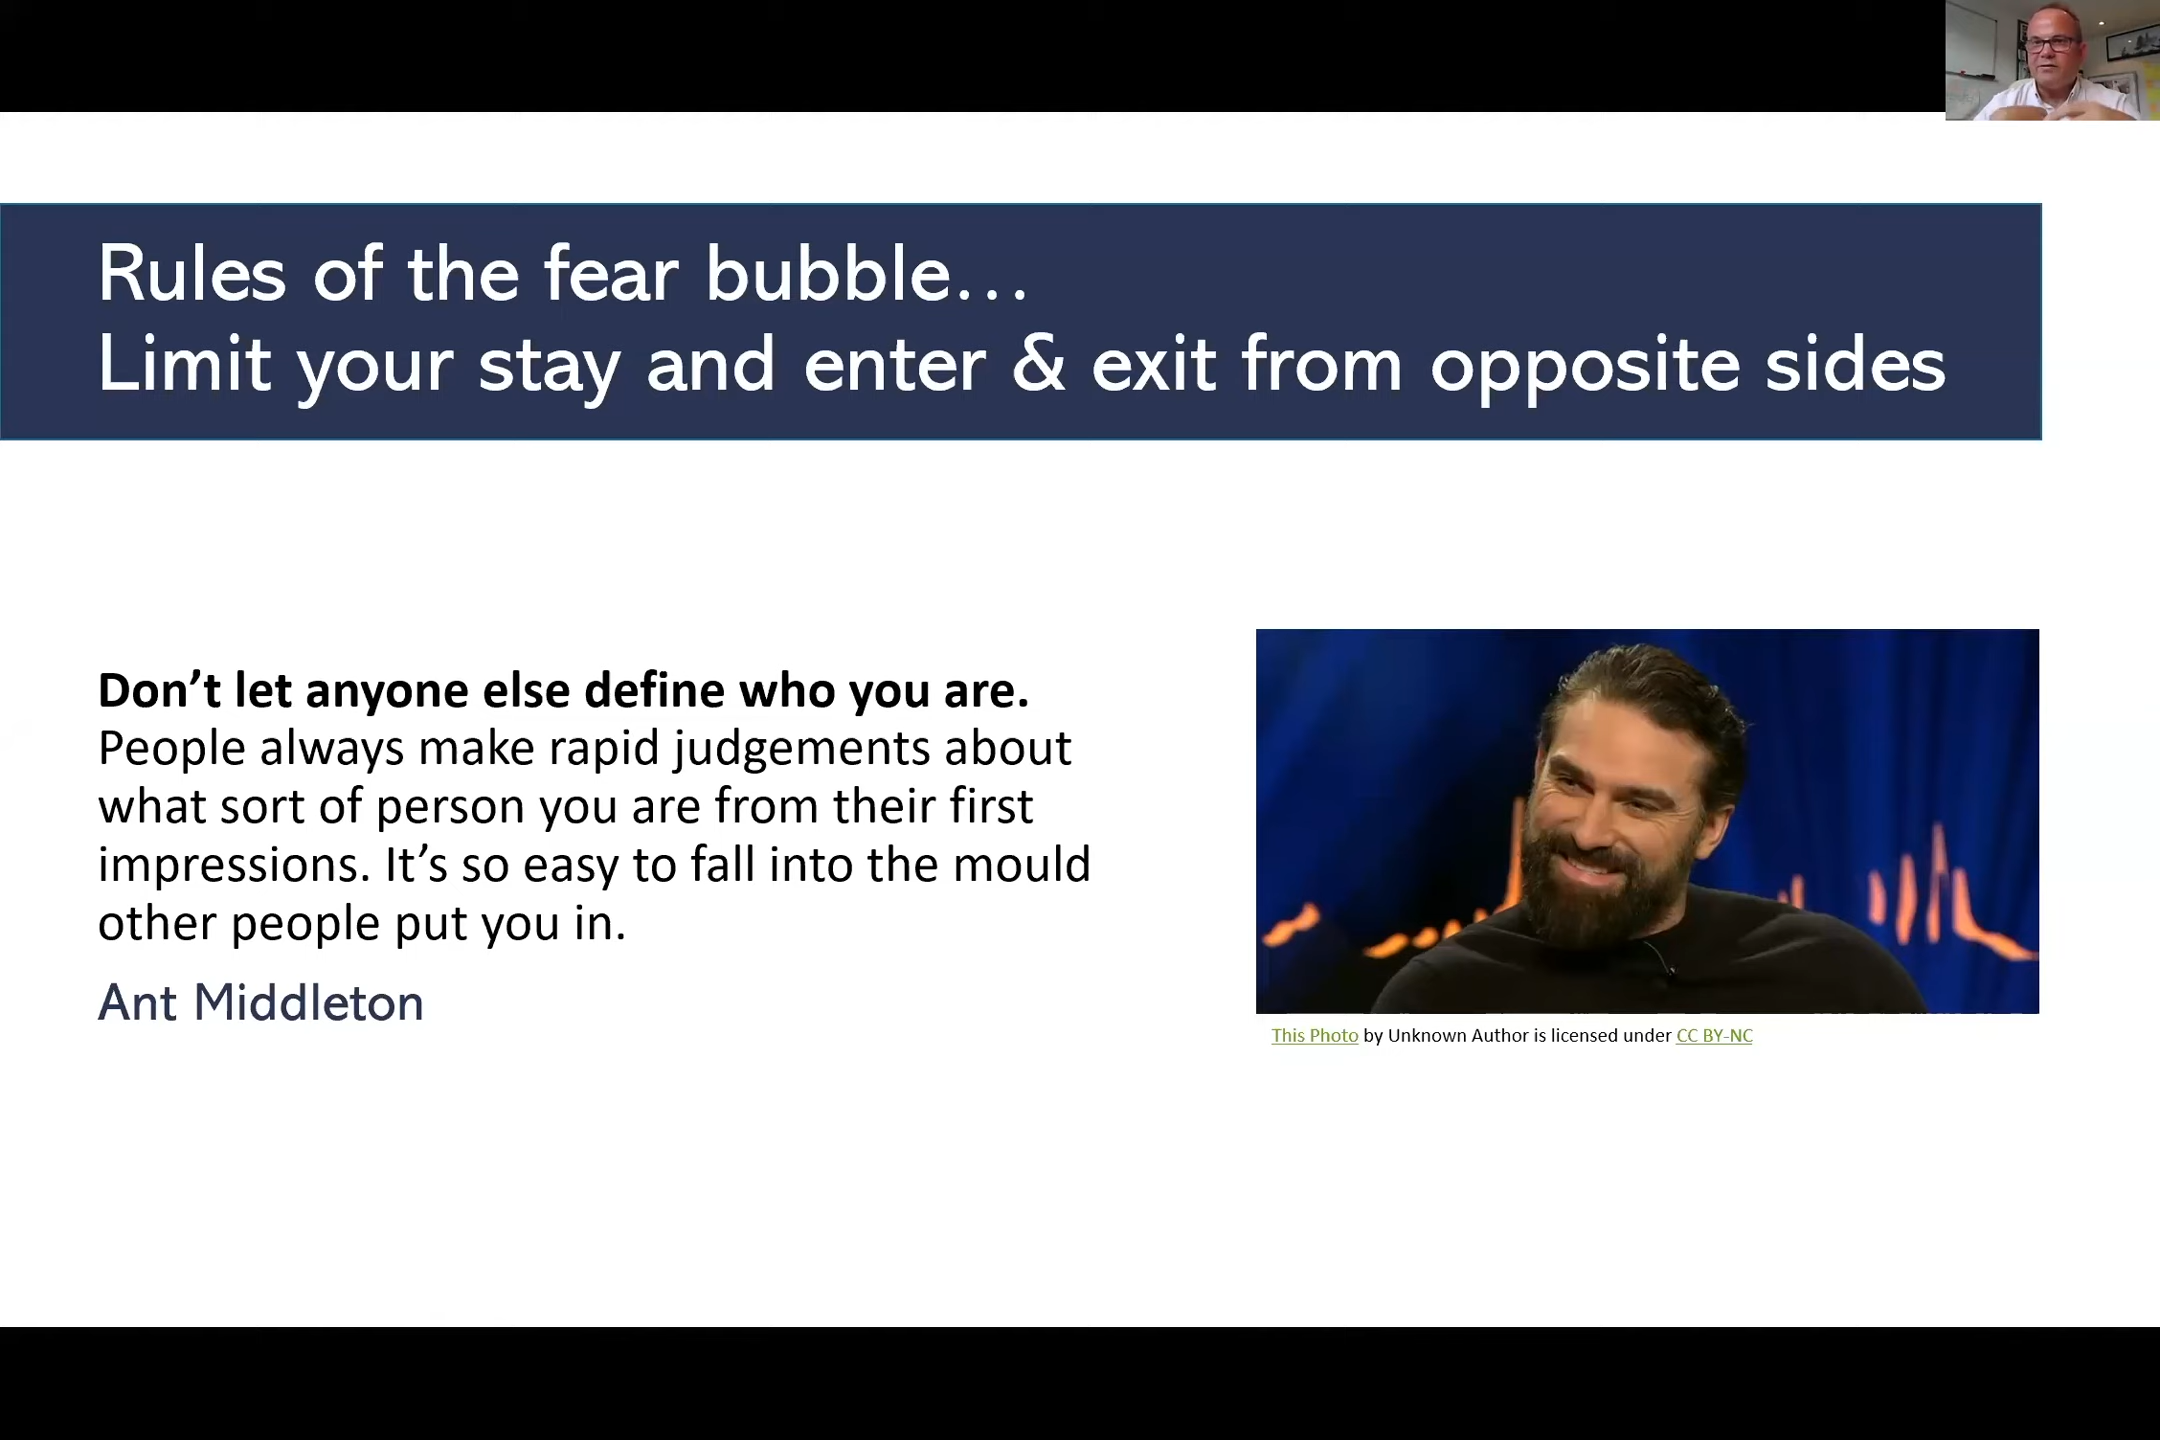 Rules of the fear bubble…
Limit your stay and enter & exit from opposite sides
Don’t let anyone else define who you are.
People always make rapid judgements about
what sort of person you are from their first
impressions. It’s so easy to fall into the mould
other people put you in.
Ant Middleton
This Photo by Unknown Author is licensed under CC BY-NC